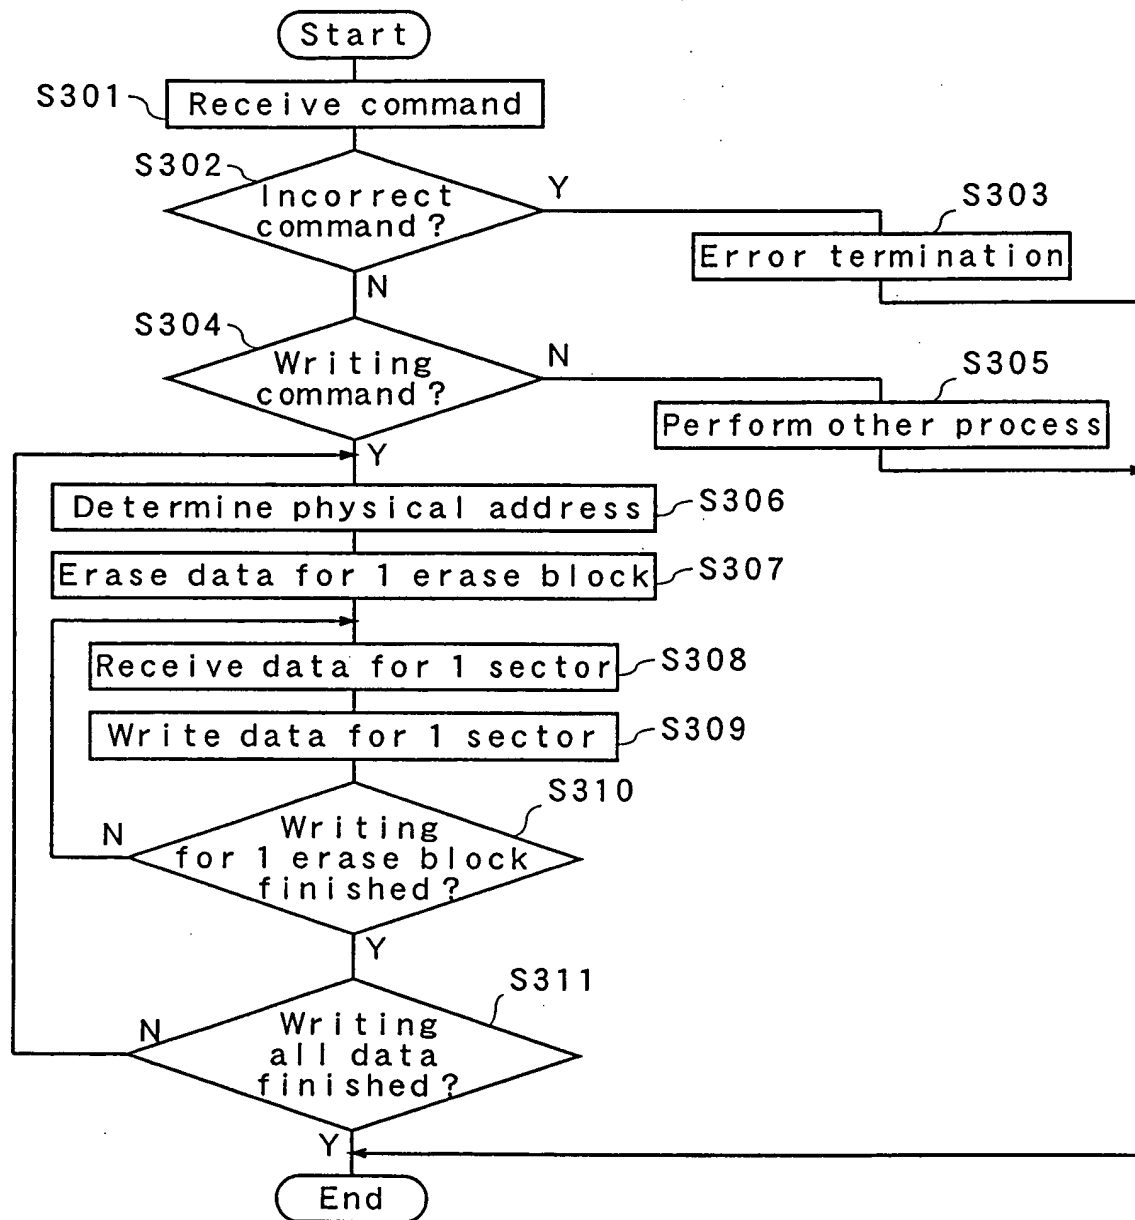 Start
S301
Receive command
S302
Incorrect
command?
Y
N
S303
Error termination
S304
Writing
command?
N
Y
S305
Perform other process
Determine physical address
S306
Erase data for 1 erase block
S307
Receive data for 1 sector
S308
Write data for 1 sector
S309
S310
Writing
for 1 erase block
finished?
N
Y
S311
Writing
all data
finished?
N
Y
End